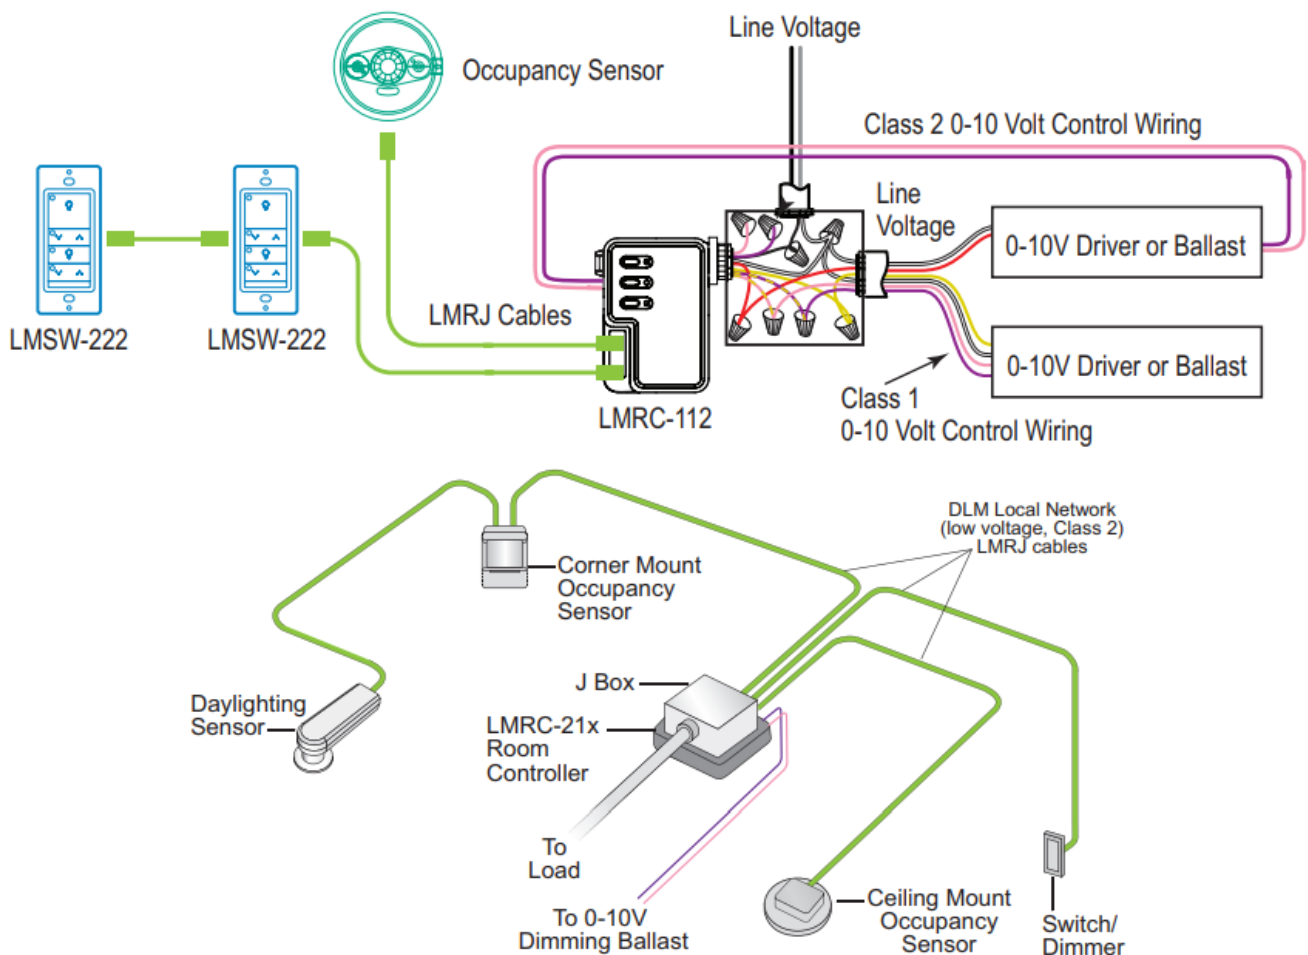 Line Voltage
Occupancy Sensor
Class 2 0-10 Volt Control Wiring
Line
Voltage
0-10V Driver or Ballast
LMRJ Cables
LMSW-222
LMSW-222
0-10V Driver or Ballast
LMRC-112
Class 1
0-10 Volt Control Wiring
DLM Local Network
(low voltage, Class 2)
LMRJ cables
Corner Mount
Occupancy
Sensor
J Box
Daylighting
Sensor
LMRC-21x
Room
Controller
To
Load
To 0-10V
Dimming Ballast
Ceiling Mount
Occupancy
Sensor
Switch/
Dimmer